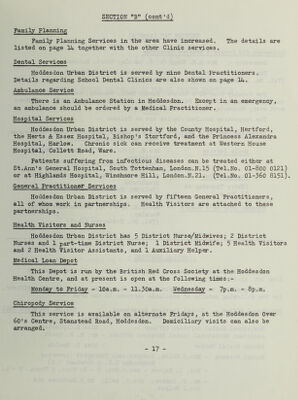 SECTION "B" (cont'd)
Family Planning
Family Planning Services in the area have increased. The details are
listed on page 14 together with the other Clinic services.
Dental Services
Hoddesdon Urban District is served by nine Dental Practitioners.
Details regarding School Dental Clinics are also shown on page 14.
Ambulance Service
There is an Ambulance Station in Hoddesdon. Except in an emergency,
an ambulance should be ordered by a Medical Practitioner.
Hospital Services
Hoddesdon Urban District is served by the County Hospital, Hertford,
the Herts & Essex Hospital, Bishop's Stortford, and the Princess Alexandra
Hospital, Harlow. Chronic sick can receive treatment at Western House
Hospital, Collett Road, Ware.
Patients suffering from infectious diseases can be treated either at
St.Ann's General Hospital, South Tottenham, London.N.15 (Tel.No. 01-800 0121)
or at Highlands Hospital, Winchmore Hill, London.N.21. (Tel.No. 01-360 8151).
General Practitioner Services
Hoddesdon Urban District is served by fifteen General Practitioners,
all of whom work in partnerships. Health Visitors are attached to these
partnerships.
Health Visitors and Nurses
Hoddesdon Urban District has 5 District Nurse/Midwives; 2 District
Nurses and 1 part-time District Nurse; 1 District Midwife; 5 Health Visitors
and 2 Health Visitor Assistants, and 1 Auxiliary Helper.
Medical Loan Depot
This Depot is run by the British Red Cross Society at the Hoddesdon
Health Centre, and at present is open at the following times:-
Monday to Friday - 10a.m. - 11.30a.m. Wednesday - 7p.m. - 8p.m.
Chiropody Service
This service is available on alternate Fridays, at the Hoddesdon Over
60's Centre, Stanstead Road, Hoddesdon. Domiciliary visits can also be
arranged.
- 17 -